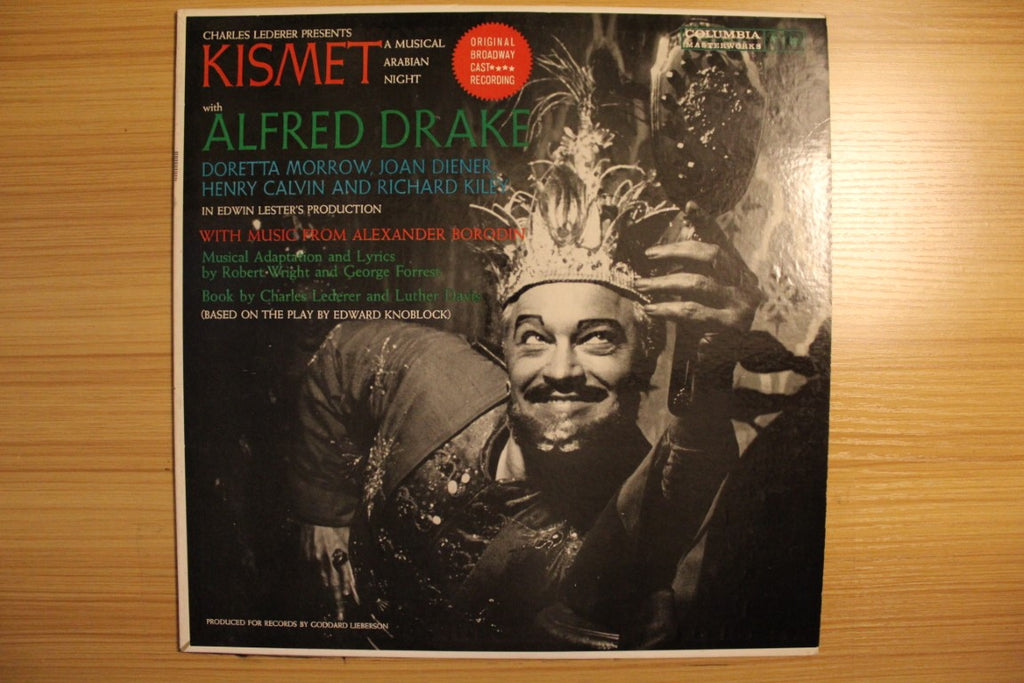 CHARLES LEDERER PRESENTS
KISMET
A MUSICAL
ARABIAN
NIGHT
ORIGINAL
BROADWAY
CAST★★★★
RECORDING
COLUMBIA
MASTERWORKS
with
ALFRED DRAKE
DORETTA MORROW, JOAN DIENER,
HENRY CALVIN AND RICHARD KILEY
IN EDWIN LESTER'S PRODUCTION
WITH MUSIC FROM ALEXANDER BORODIN
Musical Adaptation and Lyrics
by Robert Wright and George Forrest
Book by Charles Lederer and Luther Davis
(BASED ON THE PLAY BY EDWARD KNOBLOCK)
PRODUCED FOR RECORDS BY GODDARD LIEBERSON